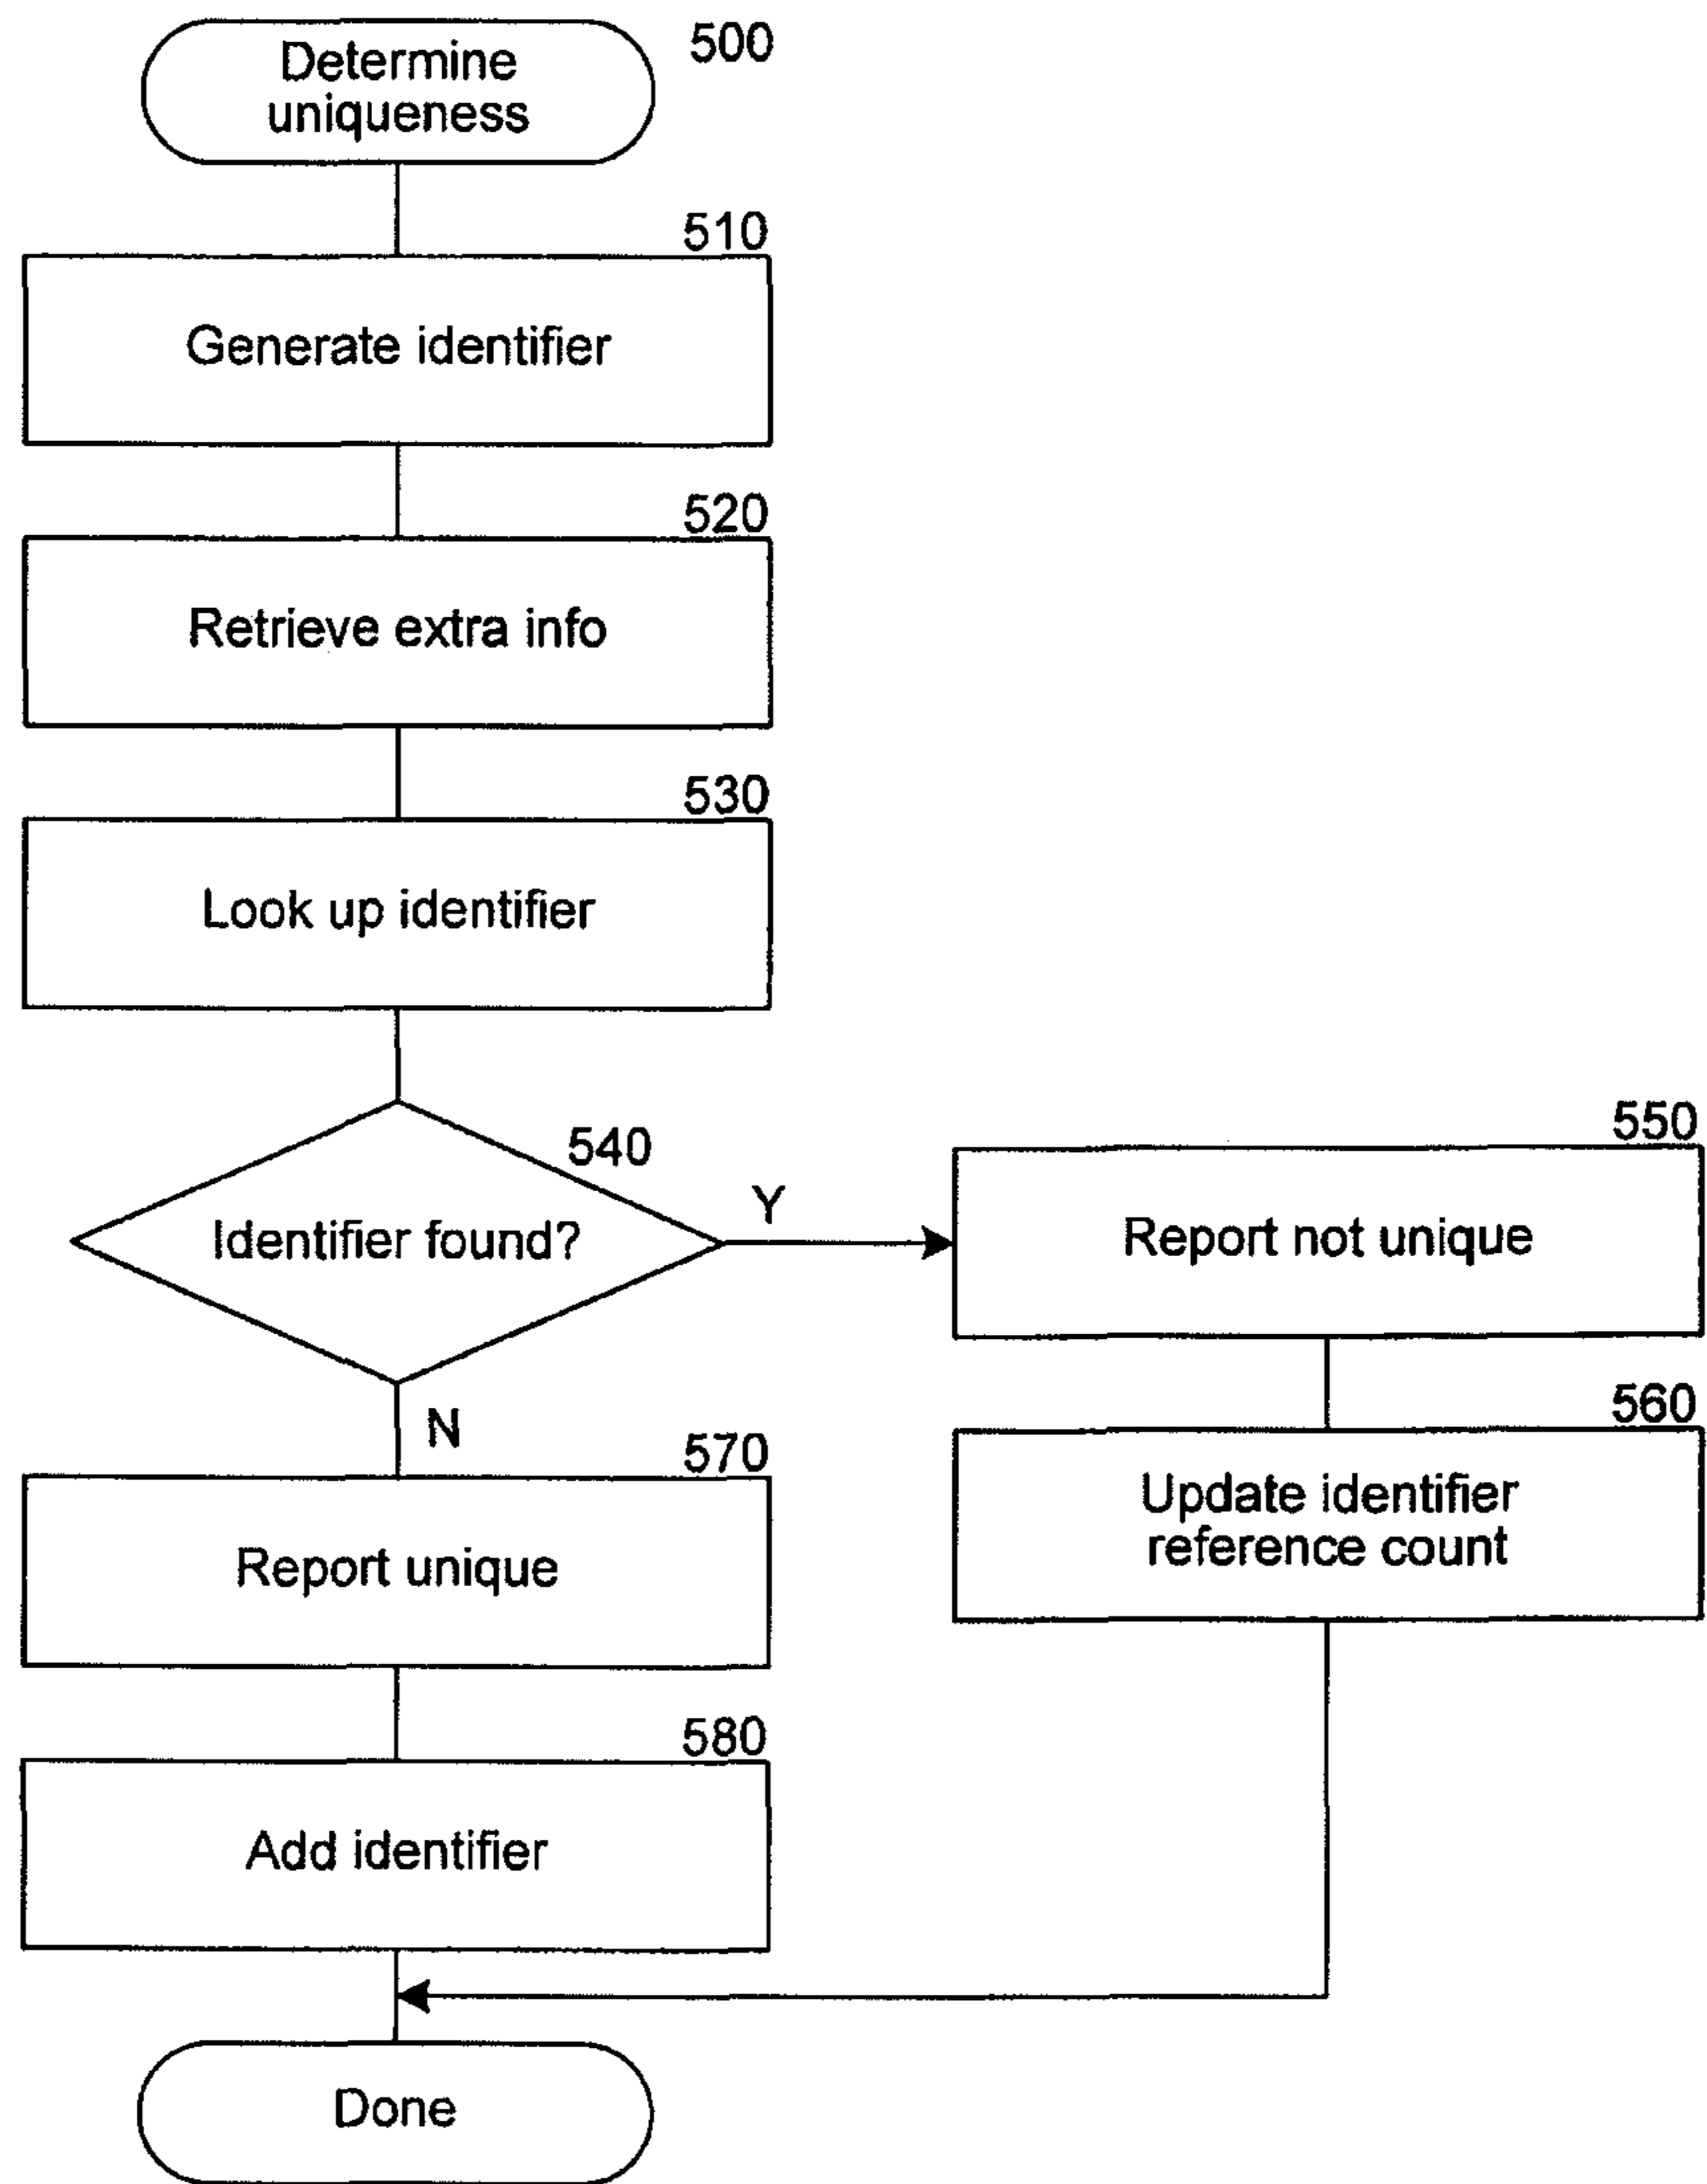 Determine
uniqueness
500
510
Generate identifier
520
Retrieve extra info
530
Look up identifier
540
Identifier found?
Y
550
Report not unique
560
Update identifier
reference count
N
570
Report unique
580
Add identifier
Done